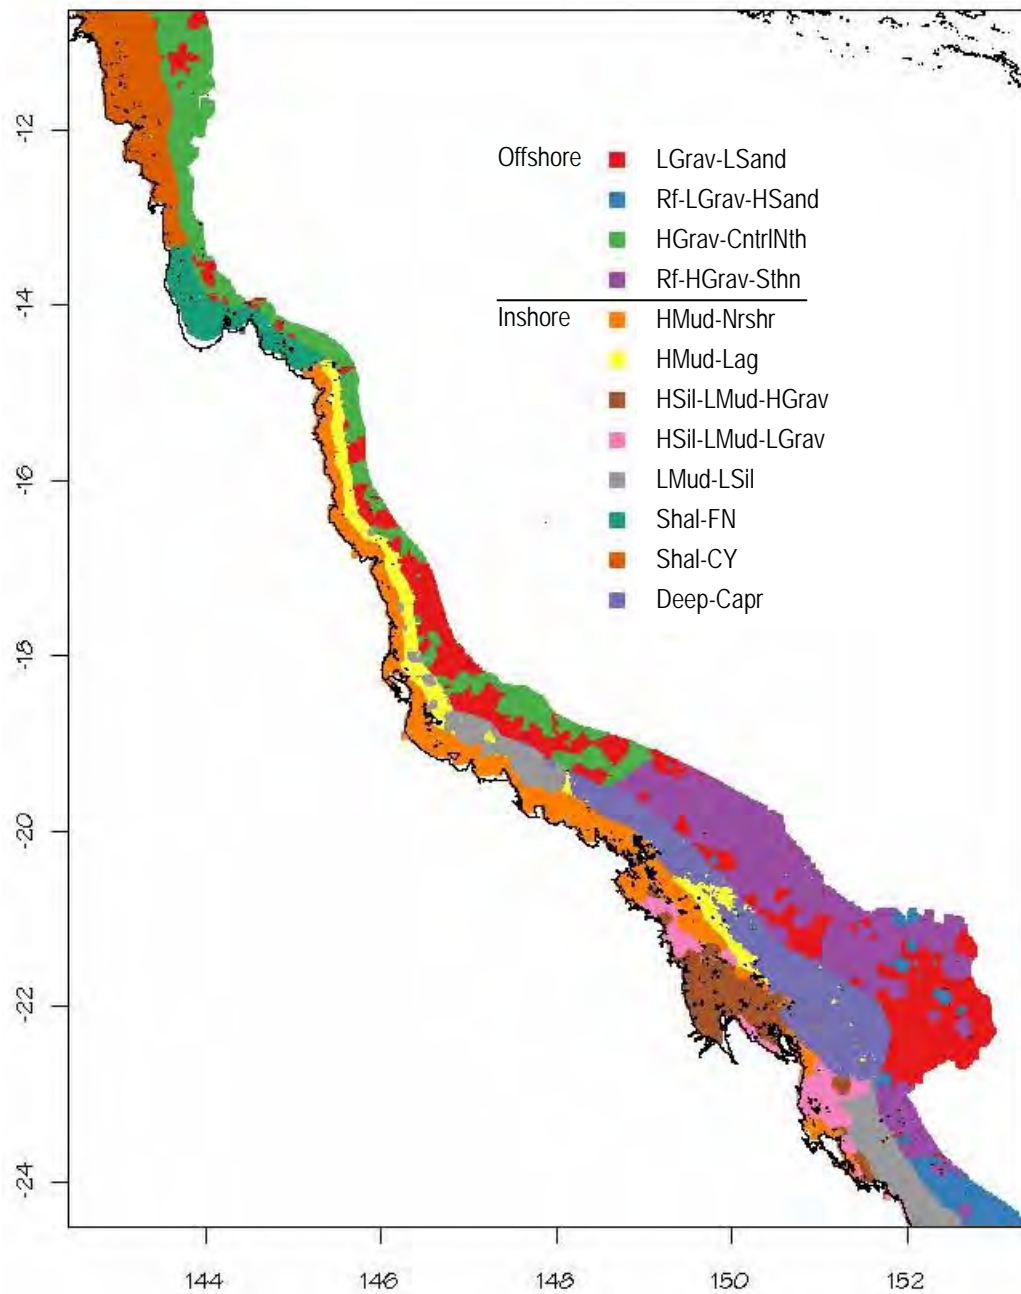 -12
-14
-16
-18
-20
-22
-24
Offshore LGrav-LSand
Rf-LGrav-HSand
HGrav-CntrlNth
Rf-HGrav-Sthn
Inshore HMud-Nrshr
HMud-Lag
HSil-LMud-HGrav
HSil-LMud-LGrav
LMud-LSil
Shal-FN
Shal-CY
Deep-Capr
144 146 148 150 152